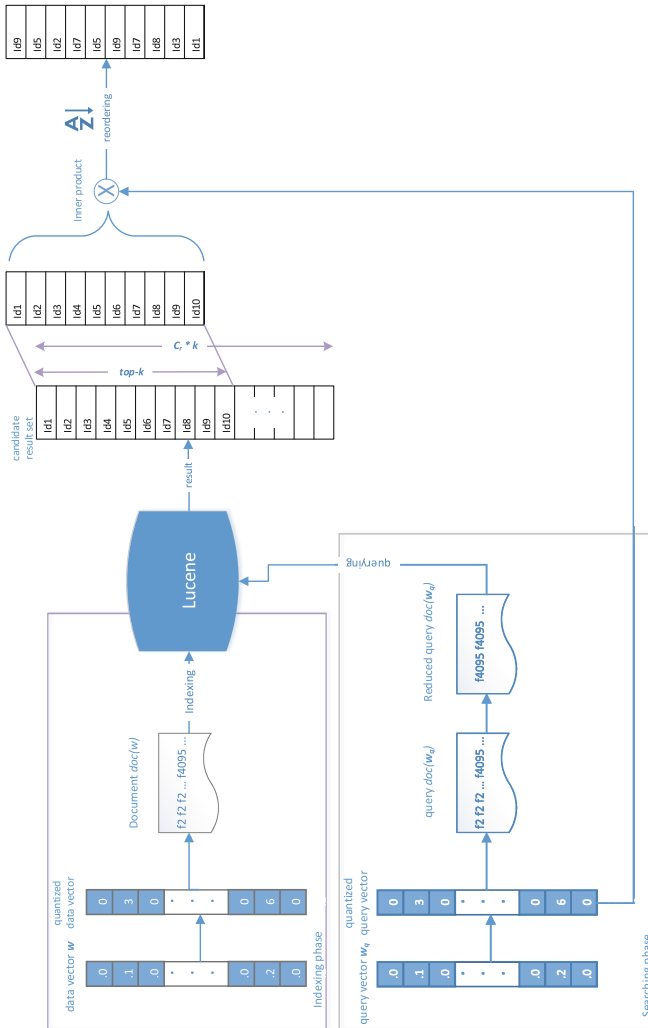 data vector w
.0
.1
.0
. . .
.0
.2
.0
quantized
data vector
0
3
0
. . .
0
6
0
Document doc(w)
f2 f2 f2 ... f4095 ...
Indexing
Indexing phase
Lucene
result
candidate
result set
Id1
Id2
Id3
Id4
Id5
Id6
Id7
Id8
Id9
Id10
. . .
top-k
Cr * k
Id1
Id2
Id3
Id4
Id5
Id6
Id7
Id8
Id9
Id10
Inner product
X
A
Z
reordering
Id9
Id5
Id2
Id7
Id5
Id9
Id7
Id8
Id3
Id1
query vector wq
.0
.1
.0
. . .
.0
.2
.0
quantized
query vector
0
3
0
. . .
0
6
0
query doc(wq)
f2 f2 f2 ... f4095 ...
Reduced query doc(wq)
f4095 f4095 ...
querying
Searching phase